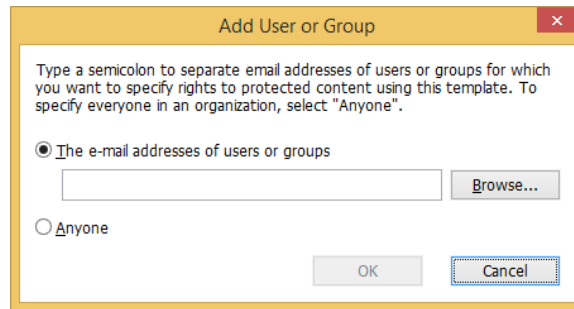 Add User or Group
Type a semicolon to separate email addresses of users or groups for which
you want to specify rights to protected content using this template. To
specify everyone in an organization, select "Anyone".
The e-mail addresses of users or groups
Browse...
Anyone
OK
Cancel